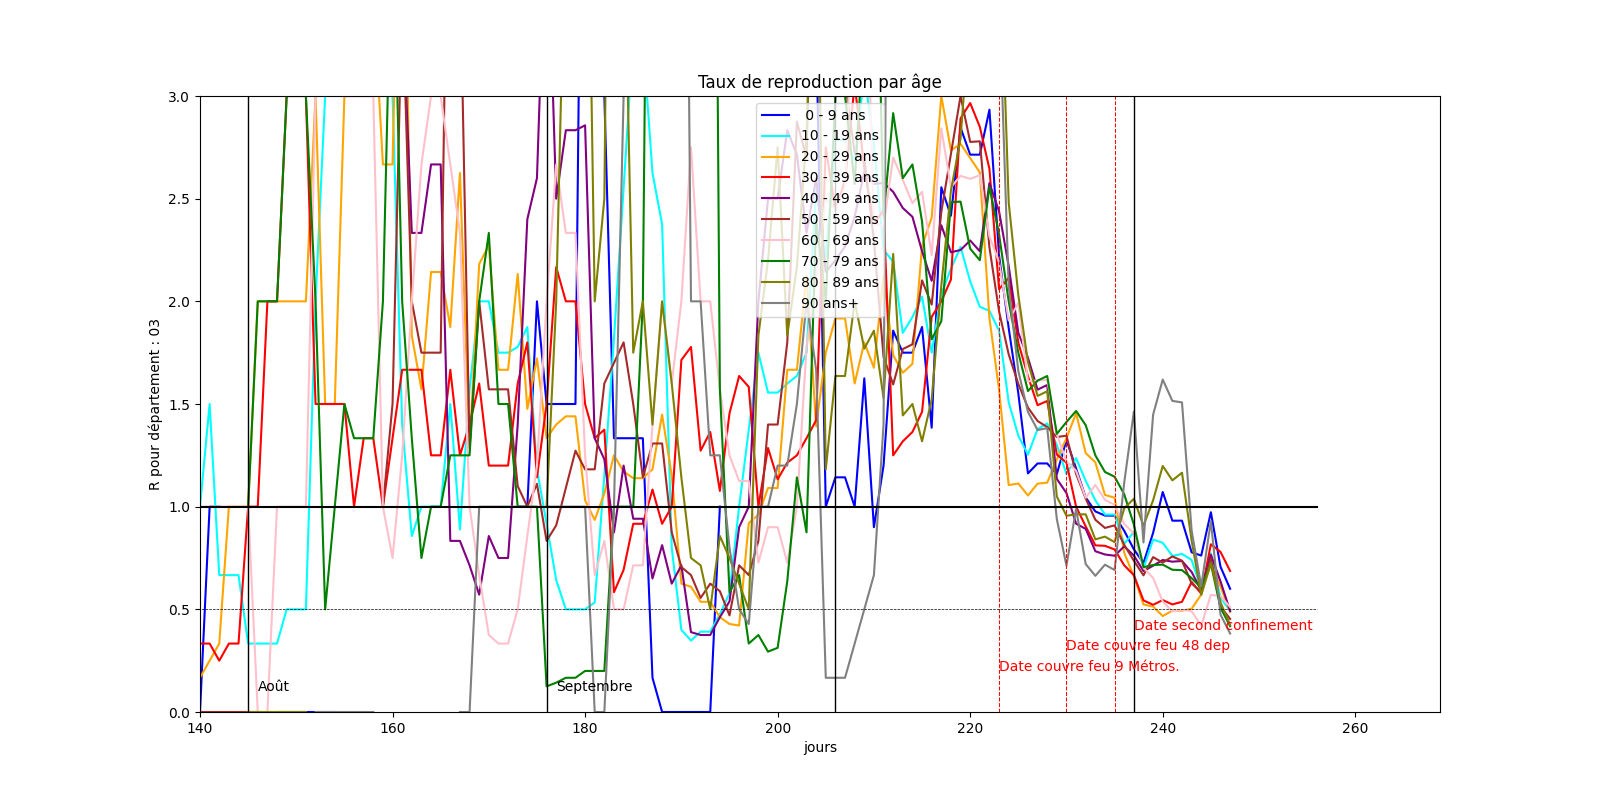 Taux de reproduction par âge
R pour département : 03
3.0
2.5
2.0
1.5
1.0
0.5
0.0
0 - 9 ans
10 - 19 ans
20 - 29 ans
30 - 39 ans
40 - 49 ans
50 - 59 ans
60 - 69 ans
70 - 79 ans
80 - 89 ans
90 ans+
Date second confinement
Date couvre feu 48 dep
Date couvre feu 9 Métros.
Août
Septembre
140
160
180
200
220
240
260
jours